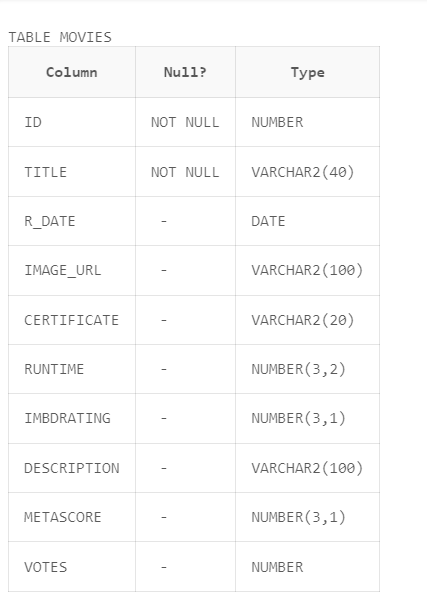 TABLE MOVIES
Column Null? Type
ID NOT NULL NUMBER
TITLE NOT NULL VARCHAR2(40)
R_DATE - DATE
IMAGE_URL - VARCHAR2(100)
CERTIFICATE - VARCHAR2(20)
RUNTIME - NUMBER(3,2)
IMBDRATING - NUMBER(3,1)
DESCRIPTION - VARCHAR2(100)
METASCORE - NUMBER(3,1)
VOTES - NUMBER